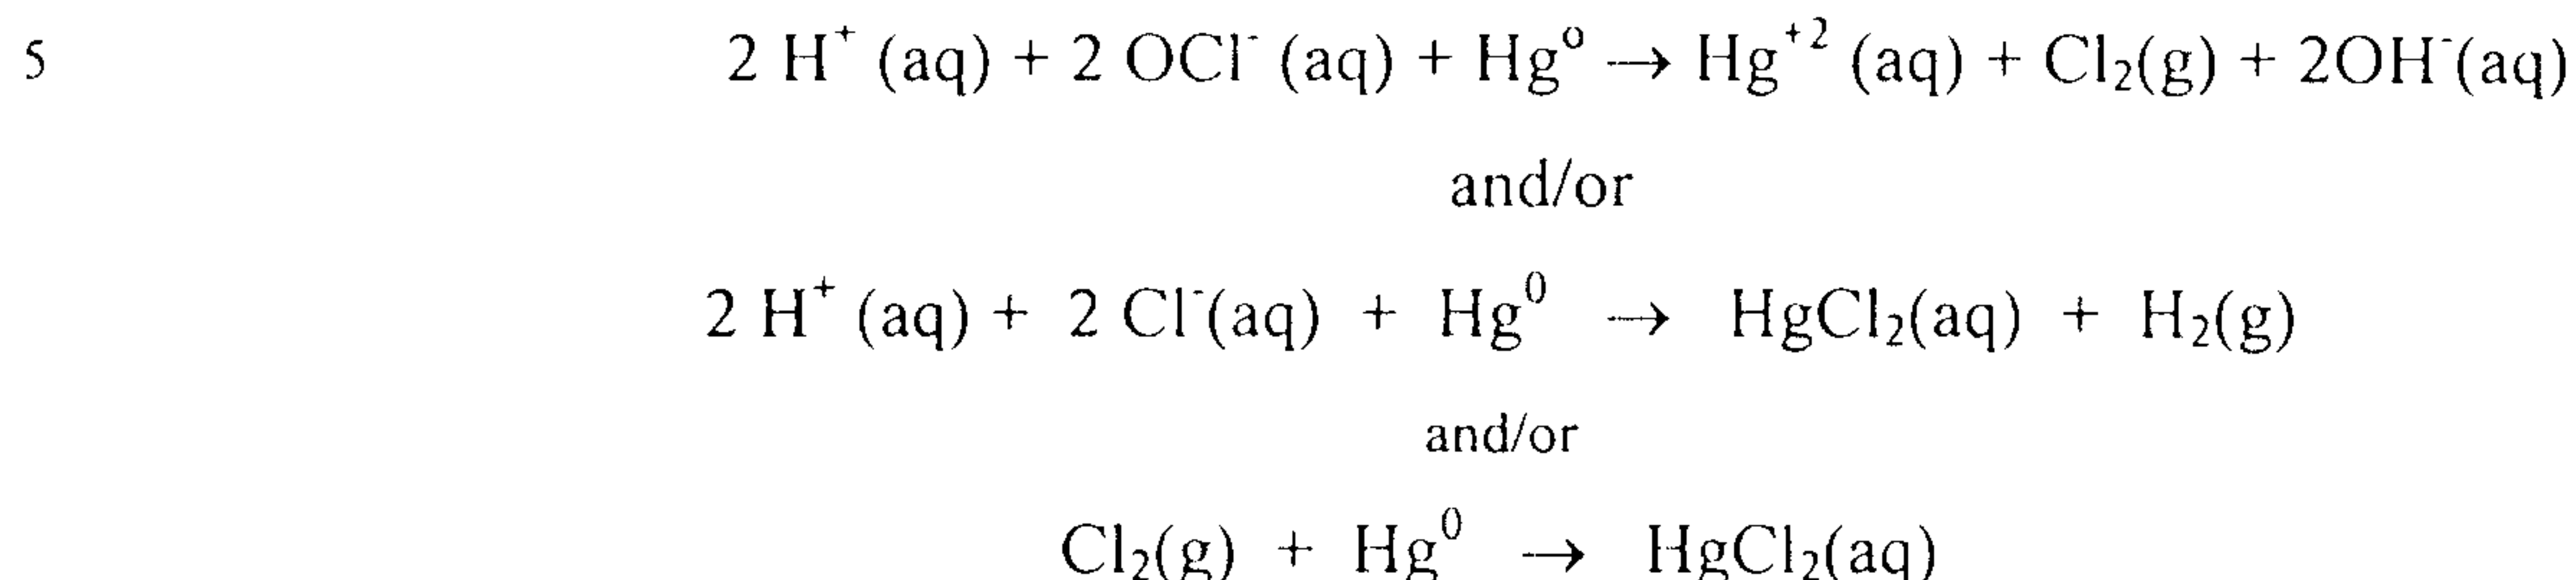 5 2 H⁺ (aq) + 2 OCl⁻ (aq) + Hg⁰ → Hg⁺² (aq) + Cl₂(g) + 2OH⁻(aq)
and/or
2 H⁺ (aq) + 2 Cl⁻(aq) + Hg⁰ → HgCl₂(aq) + H₂(g)
and/or
Cl₂(g) + Hg⁰ → HgCl₂(aq)